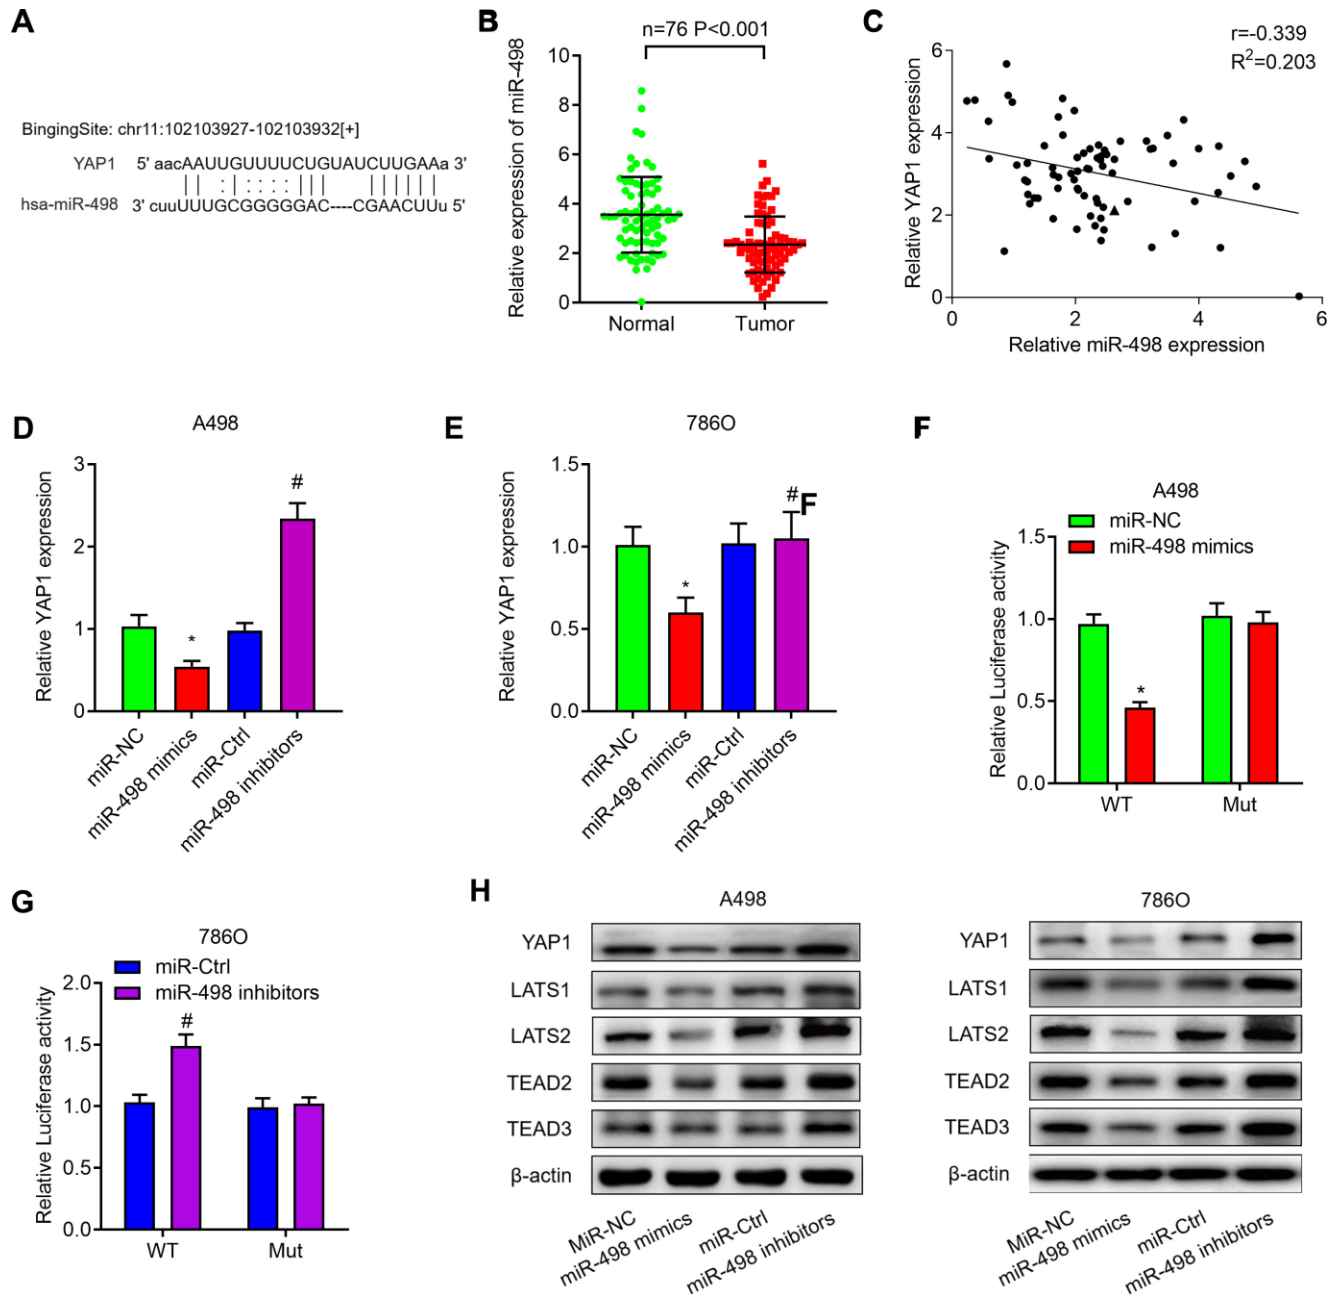 A
BingingSite: chr11:102103927-102103932[+]
YAP1 5' aacAAUUGUUUUCUGUAUCUUGAAa 3'
hsa-miR-498 3' cuuUUUGCGGGGGAC----CGAACUUu 5'
B
n=76 P<0.001
Relative expression of miR-498
10
8
6
4
2
0
Normal Tumor
C
r=-0.339
R²=0.203
Relative YAP1 expression
6
4
2
0
0 2 4 6
Relative miR-498 expression
D
A498
Relative YAP1 expression
3
2
1
0
*
#
miR-NC
miR-498 mimics
miR-Ctrl
miR-498 inhibitors
E
786O
Relative YAP1 expression
1.5
1.0
0.5
0.0
*
#
F
miR-NC
miR-498 mimics
miR-Ctrl
miR-498 inhibitors
F
A498
miR-NC
miR-498 mimics
Relative Luciferase activity
1.5
1.0
0.5
0.0
*
WT Mut
G
786O
miR-Ctrl
miR-498 inhibitors
Relative Luciferase activity
2.0
1.5
1.0
0.5
0.0
#
WT Mut
H
A498
YAP1
LATS1
LATS2
TEAD2
TEAD3
β-actin
MiR-NC
miR-498 mimics
miR-Ctrl
miR-498 inhibitors
786O
YAP1
LATS1
LATS2
TEAD2
TEAD3
β-actin
MiR-NC
miR-498 mimics
miR-Ctrl
miR-498 inhibitors